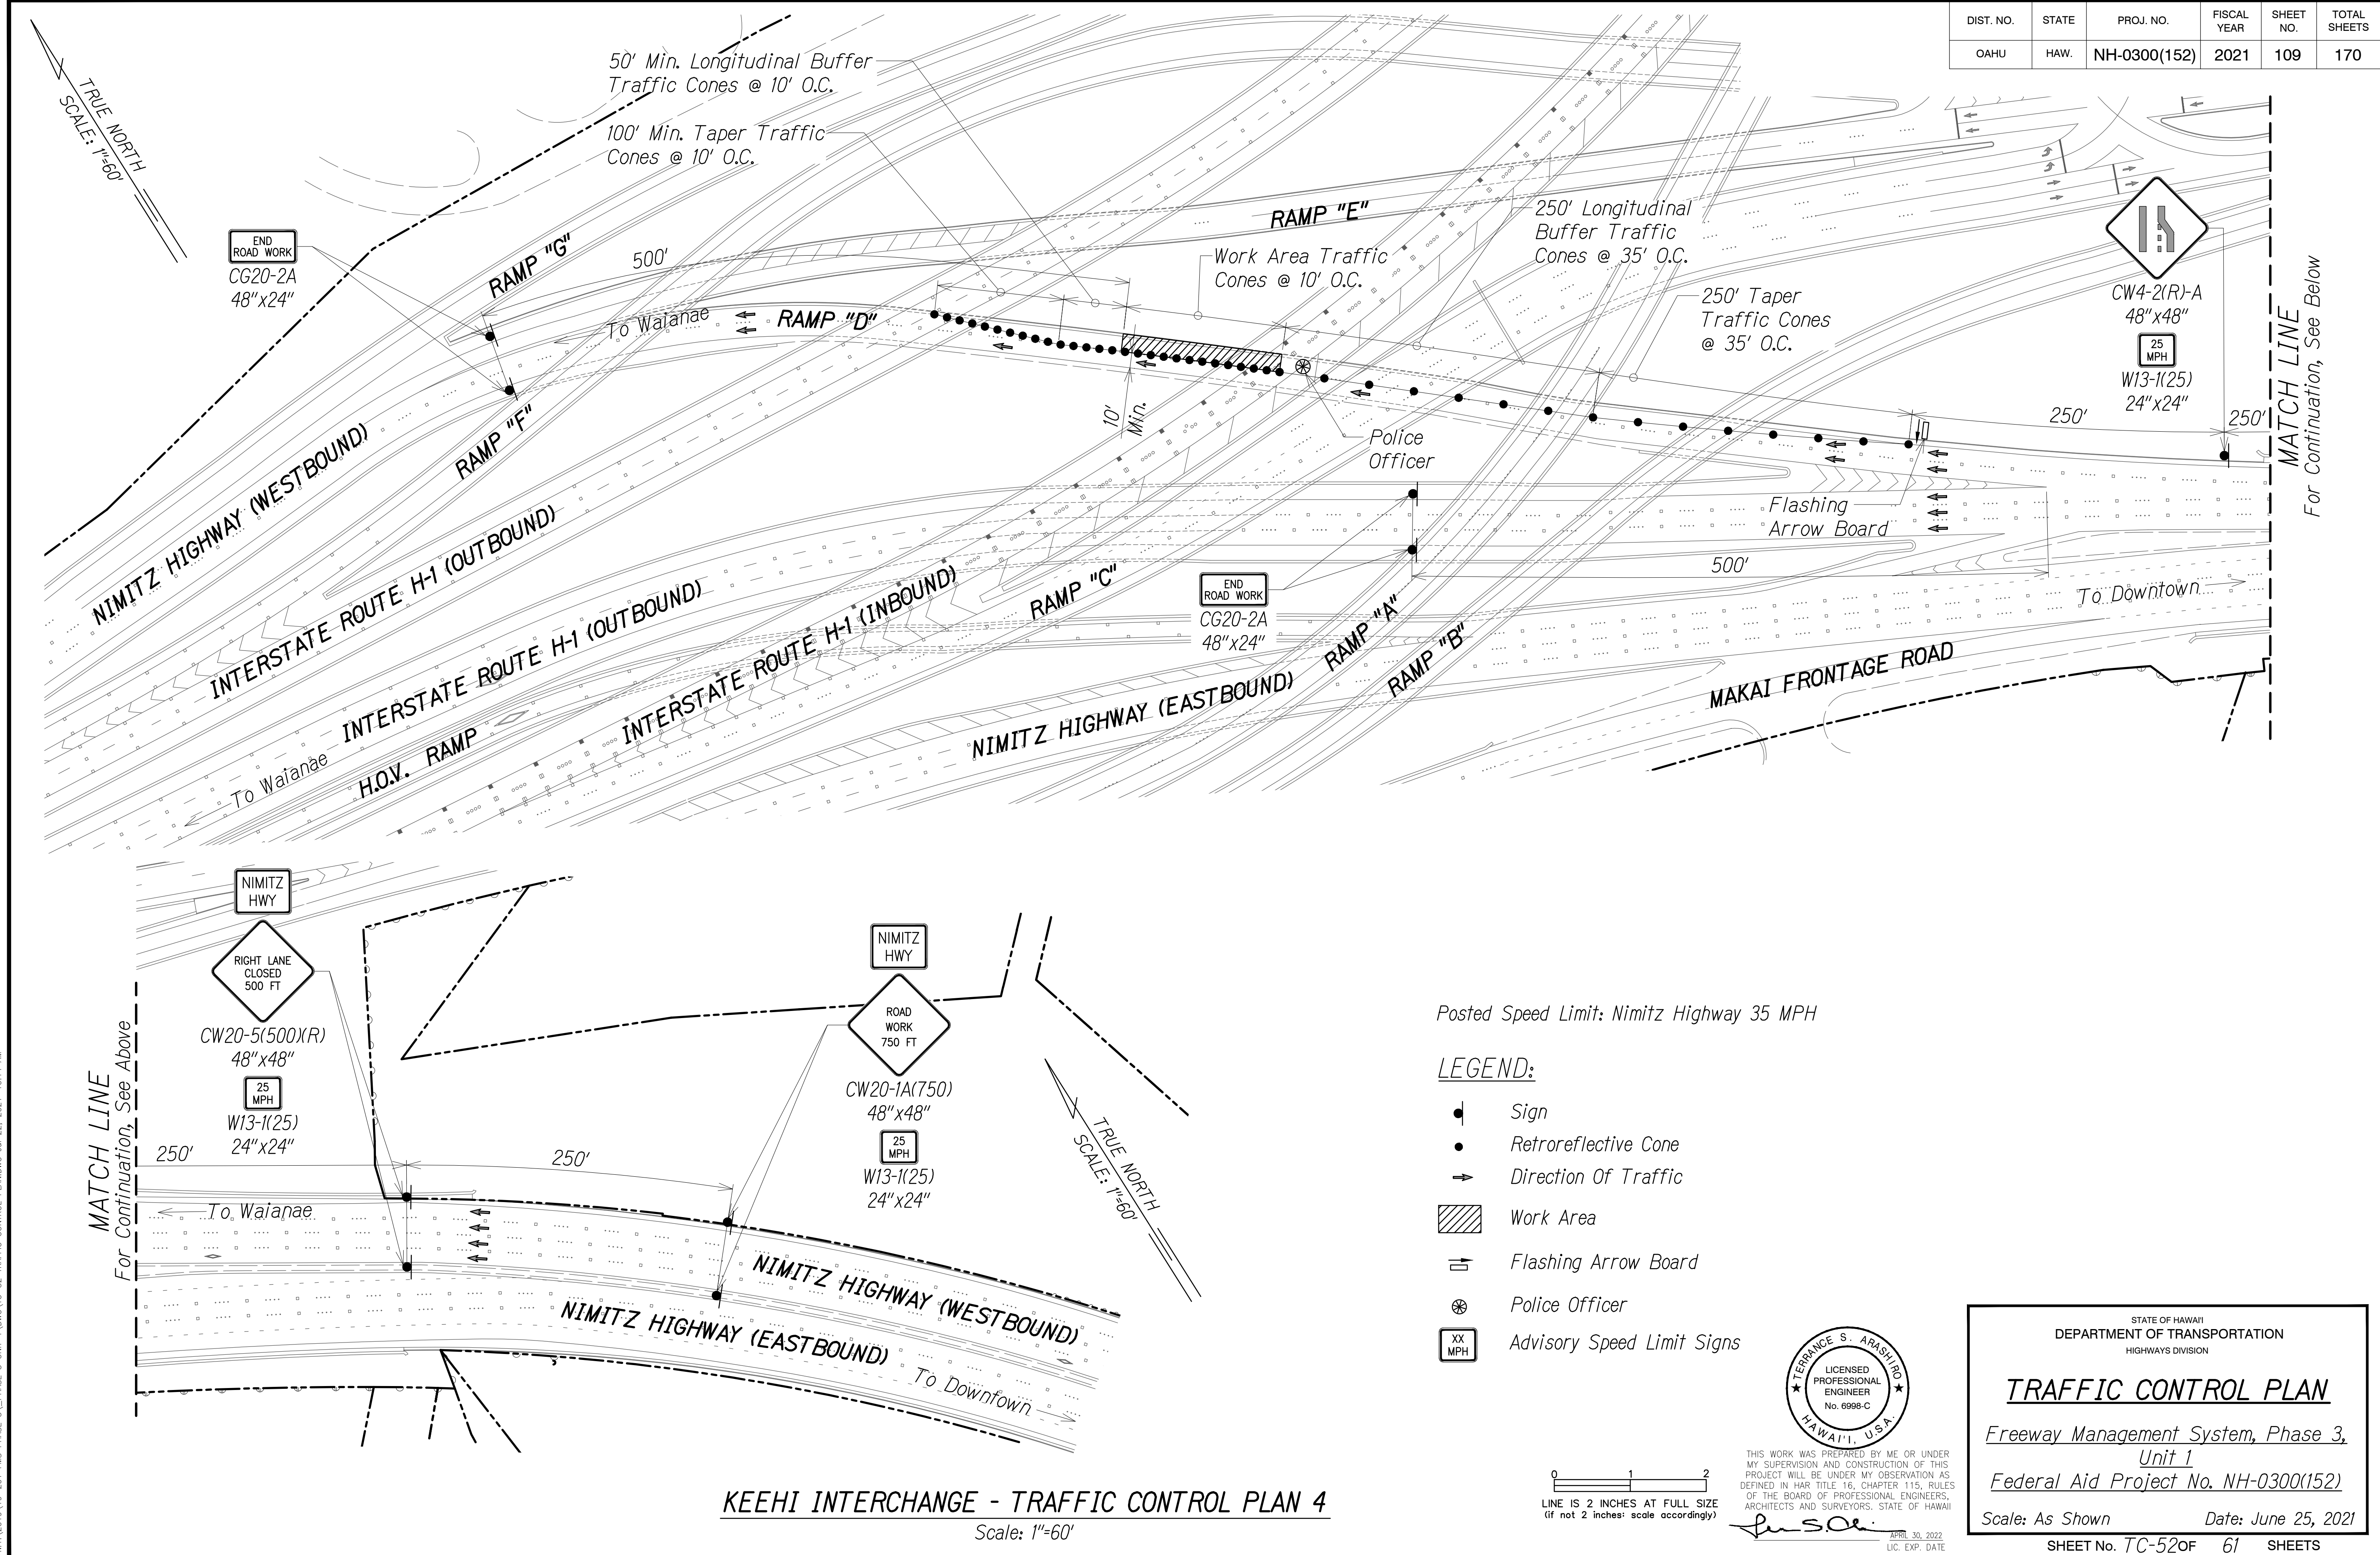 DIST. NO. STATE PROJ. NO. FISCAL YEAR SHEET NO. TOTAL SHEETS
OAHU HAW. NH-0300(152) 2021 109 170
TRUE NORTH
SCALE: 1"=60'
50' Min. Longitudinal Buffer
Traffic Cones @ 10' O.C.
100' Min. Taper Traffic
Cones @ 10' O.C.
END
ROAD WORK
CG20-2A
48"x24"
RAMP "G"
500'
To Waianae
RAMP "D"
RAMP "E"
Work Area Traffic
Cones @ 10' O.C.
250' Longitudinal
Buffer Traffic
Cones @ 35' O.C.
250' Taper
Traffic Cones
@ 35' O.C.
CW4-2(R)-A
48"x48"
25
MPH
W13-1(25)
24"x24"
250'
250'
MATCH LINE
For Continuation, See Below
10'
Min.
Police
Officer
Flashing
Arrow Board
500'
END
ROAD WORK
CG20-2A
48"x24"
To Downtown
NIMITZ HIGHWAY (WESTBOUND)
RAMP "F"
INTERSTATE ROUTE H-1 (OUTBOUND)
INTERSTATE ROUTE H-1 (OUTBOUND)
To Waianae
H.O.V. RAMP
INTERSTATE ROUTE H-1 (INBOUND)
RAMP "C"
NIMITZ HIGHWAY (EASTBOUND)
RAMP "A"
RAMP "B"
MAKAI FRONTAGE ROAD
NIMITZ
HWY
RIGHT LANE
CLOSED
500 FT
CW20-5(500)(R)
48"x48"
25
MPH
W13-1(25)
24"x24"
MATCH LINE
For Continuation, See Above
250'
250'
To Waianae
NIMITZ
HWY
ROAD
WORK
750 FT
CW20-1A(750)
48"x48"
25
MPH
W13-1(25)
24"x24"
TRUE NORTH
SCALE: 1"=60'
NIMITZ HIGHWAY (WESTBOUND)
NIMITZ HIGHWAY (EASTBOUND)
To Downtown
Posted Speed Limit: Nimitz Highway 35 MPH
LEGEND:
Sign
Retroreflective Cone
Direction Of Traffic
Work Area
Flashing Arrow Board
Police Officer
XX
MPH
Advisory Speed Limit Signs
KEEHI INTERCHANGE - TRAFFIC CONTROL PLAN 4
Scale: 1"=60'
0 1 2
LINE IS 2 INCHES AT FULL SIZE
(if not 2 inches: scale accordingly)
TERRANCE S. ARASHIRO
LICENSED
PROFESSIONAL
ENGINEER
No. 6998-C
HAWAI'I, U.S.A.
THIS WORK WAS PREPARED BY ME OR UNDER
MY SUPERVISION AND CONSTRUCTION OF THIS
PROJECT WILL BE UNDER MY OBSERVATION AS
DEFINED IN HAR TITLE 16, CHAPTER 115, RULES
OF THE BOARD OF PROFESSIONAL ENGINEERS,
ARCHITECTS AND SURVEYORS. STATE OF HAWAII
APRIL 30, 2022
LIC. EXP. DATE
STATE OF HAWAI'I
DEPARTMENT OF TRANSPORTATION
HIGHWAYS DIVISION
TRAFFIC CONTROL PLAN
Freeway Management System, Phase 3,
Unit 1
Federal Aid Project No. NH-0300(152)
Scale: As Shown Date: June 25, 2021
SHEET No. TC-52 OF 61 SHEETS